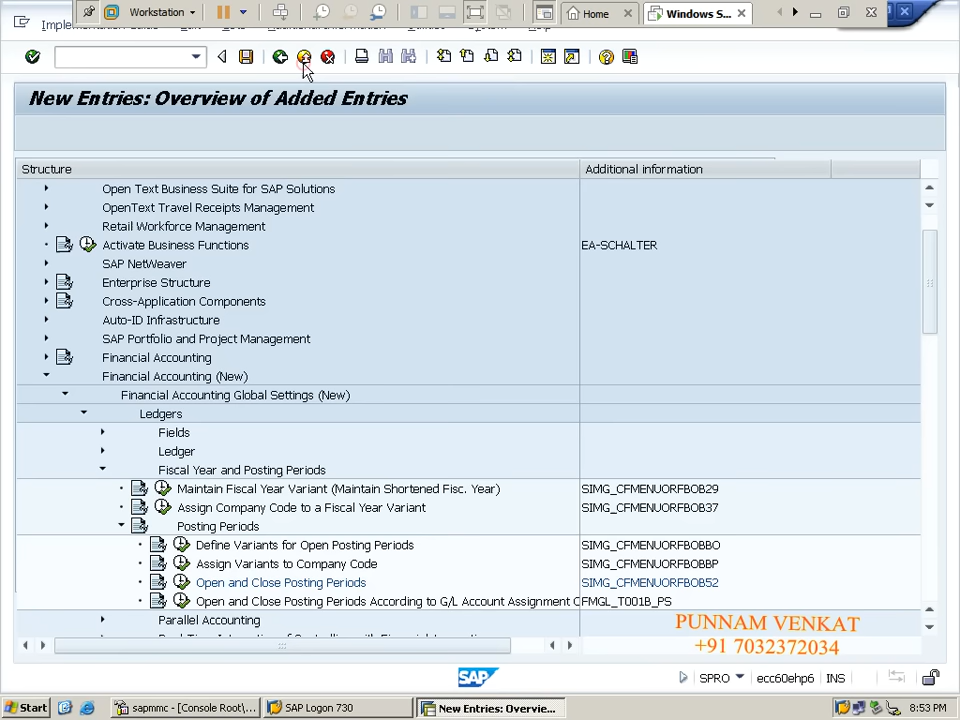 Workstation
Home
Windows S...
New Entries: Overview of Added Entries
Structure
Additional information
Open Text Business Suite for SAP Solutions
OpenText Travel Receipts Management
Retail Workforce Management
Activate Business Functions EA-SCHALTER
SAP NetWeaver
Enterprise Structure
Cross-Application Components
Auto-ID Infrastructure
SAP Portfolio and Project Management
Financial Accounting
Financial Accounting (New)
Financial Accounting Global Settings (New)
Ledgers
Fields
Ledger
Fiscal Year and Posting Periods
Maintain Fiscal Year Variant (Maintain Shortened Fisc. Year) SIMG_CFMENUORFBOB29
Assign Company Code to a Fiscal Year Variant SIMG_CFMENUORFBOB37
Posting Periods
Define Variants for Open Posting Periods SIMG_CFMENUORFBOBBO
Assign Variants to Company Code SIMG_CFMENUORFBOBBP
Open and Close Posting Periods SIMG_CFMENUORFBOB52
Open and Close Posting Periods According to G/L Account Assignment C FMGL_T001B_PS
Parallel Accounting
PUNNAM VENKAT
+91 7032372034
SAP
SPRO
ecc60ehp6
INS
Start
sapmmc - [Console Root\...
SAP Logon 730
New Entries: Overvie...
8:53 PM